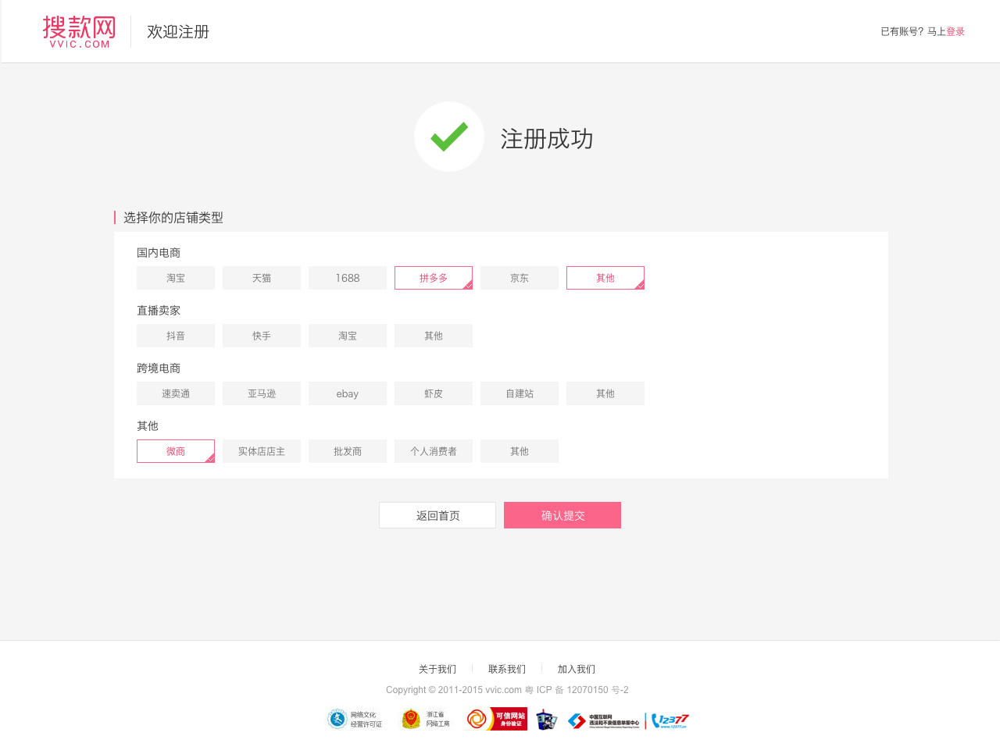 搜款网
VVIC.COM
欢迎注册
已有账号？马上登录
注册成功
选择你的店铺类型
国内电商
淘宝 天猫 1688 拼多多 京东 其他
直播卖家
抖音 快手 淘宝 其他
跨境电商
速卖通 亚马逊 ebay 虾皮 自建站 其他
其他
微商 实体店店主 批发商 个人消费者 其他
返回首页 确认提交
关于我们 联系我们 加入我们
Copyright © 2011-2015 vvic.com 粤 ICP 备 12070150 号-2
网络文化
经营许可证
浙江省
网络工商
可信网站
身份验证
中国互联网
违法和不良信息举报中心
12377
www.12377.cn